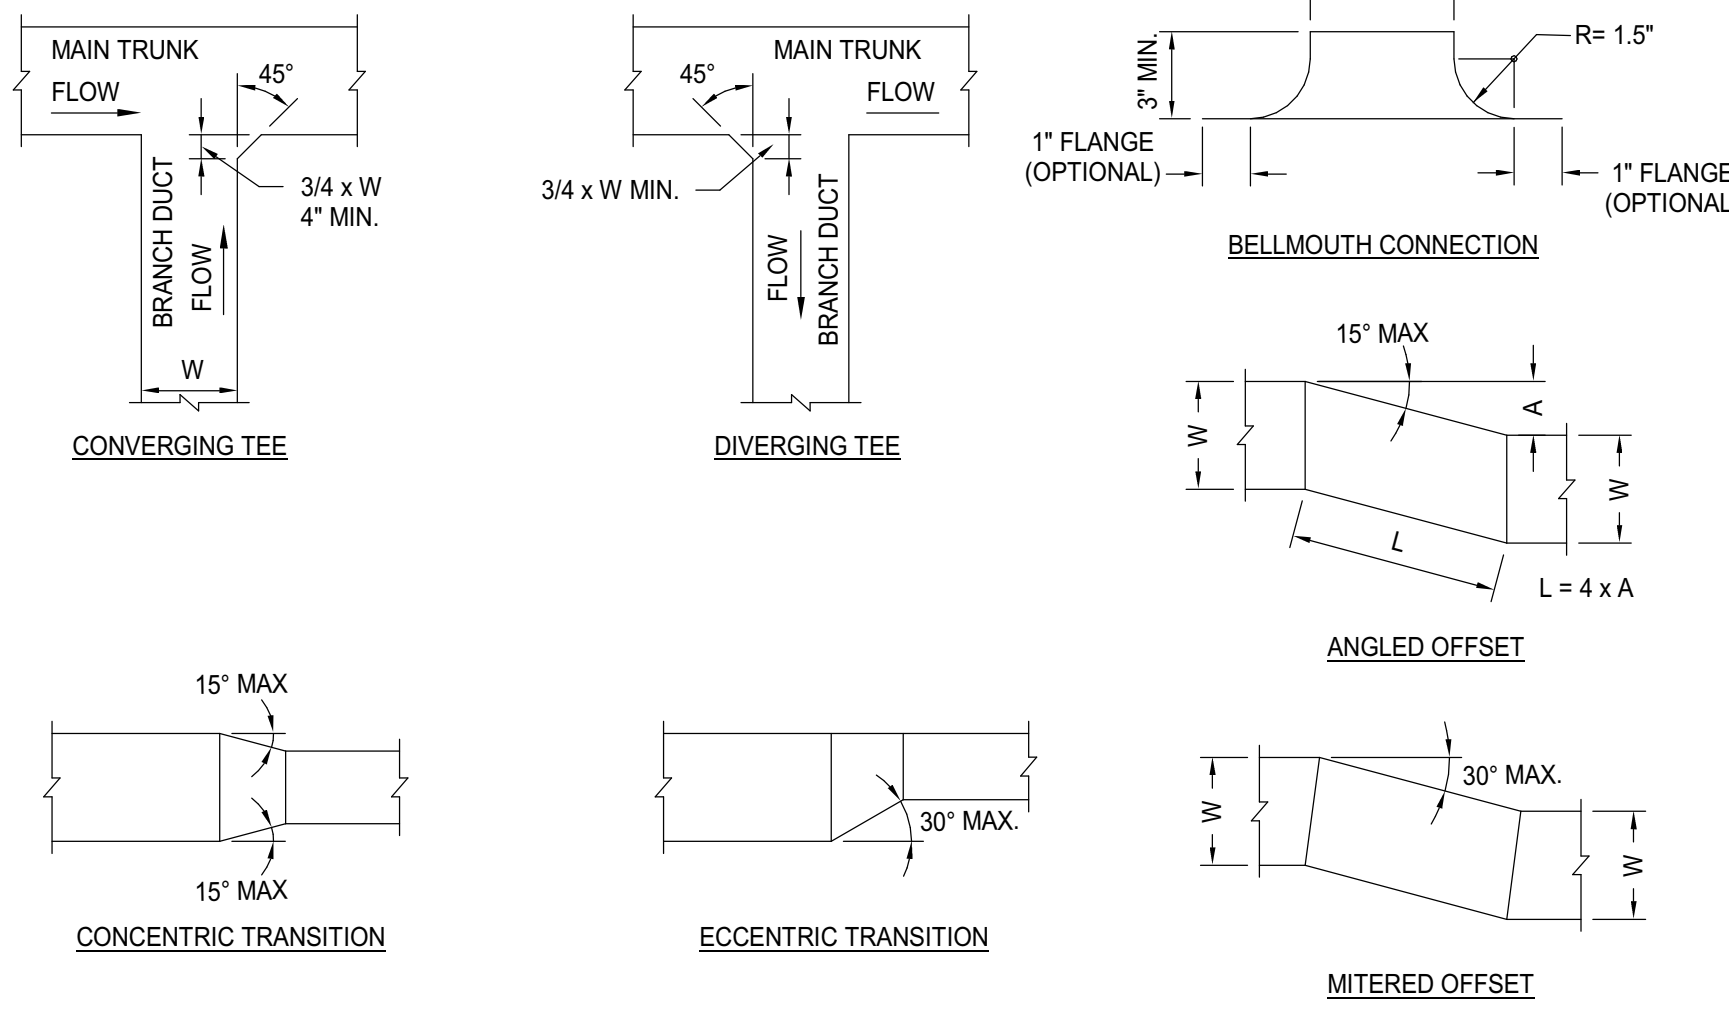 MAIN TRUNK
FLOW
45°
3/4 x W
4" MIN.
BRANCH DUCT
FLOW
W
CONVERGING TEE
MAIN TRUNK
45°
FLOW
3/4 x W MIN.
FLOW
BRANCH DUCT
DIVERGING TEE
3" MIN.
R= 1.5"
1" FLANGE
(OPTIONAL)
1" FLANGE
(OPTIONAL
BELLMOUTH CONNECTION
15° MAX
A
W
W
L
L = 4 x A
ANGLED OFFSET
15° MAX
15° MAX
CONCENTRIC TRANSITION
30° MAX.
ECCENTRIC TRANSITION
30° MAX.
W
W
MITERED OFFSET